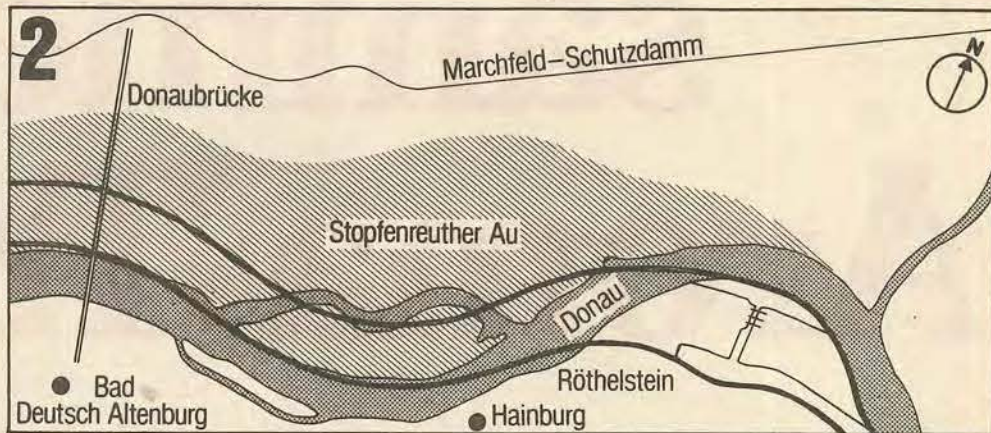 2
Marchfeld–Schutzdamm
N
Donaubrücke
Stopfenreuther Au
Donau
Röthelstein
Bad
Deutsch Altenburg
Hainburg